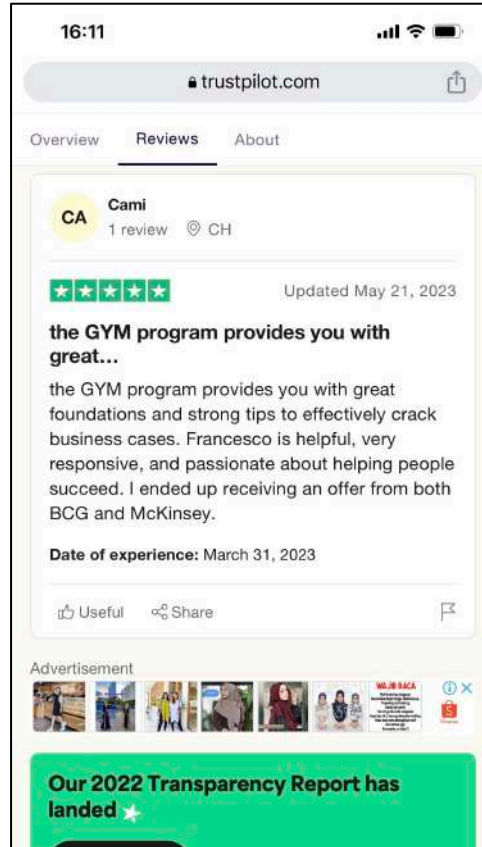 16:11
trustpilot.com
Overview Reviews About
CA
Cami
1 review CH
Updated May 21, 2023
the GYM program provides you with
great...
the GYM program provides you with great
foundations and strong tips to effectively crack
business cases. Francesco is helpful, very
responsive, and passionate about helping people
succeed. I ended up receiving an offer from both
BCG and McKinsey.
Date of experience: March 31, 2023
Useful Share
Advertisement
WAJIB BACA
Our 2022 Transparency Report has
landed